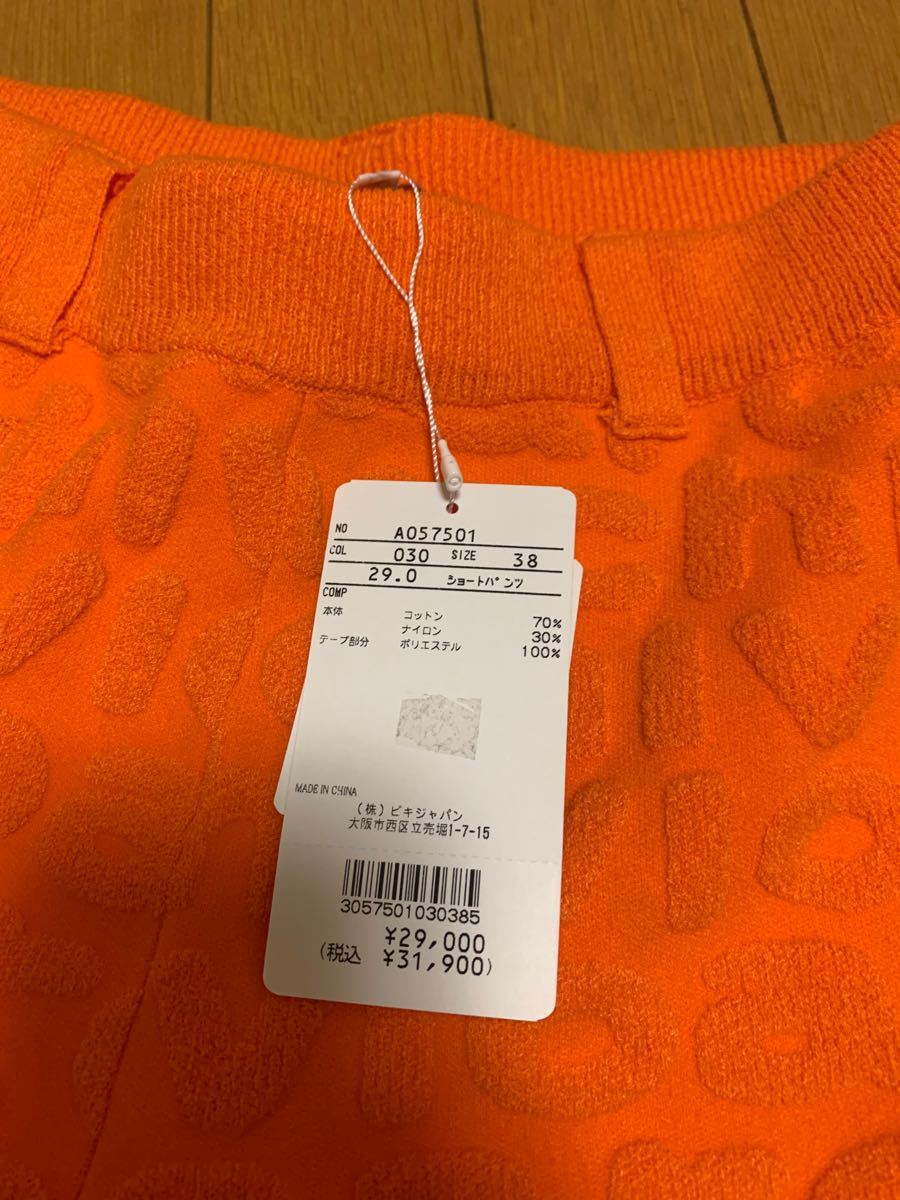 NO A057501
COL 030 SIZE 38
29.0 ショートパンツ
COMP
本体 コットン 70%
ナイロン 30%
テープ部分 ポリエステル 100%
MADE IN CHINA
(株)ビキジャパン
大阪市西区立売堀1-7-15
3057501030385
¥29,000
(税込 ¥31,900)